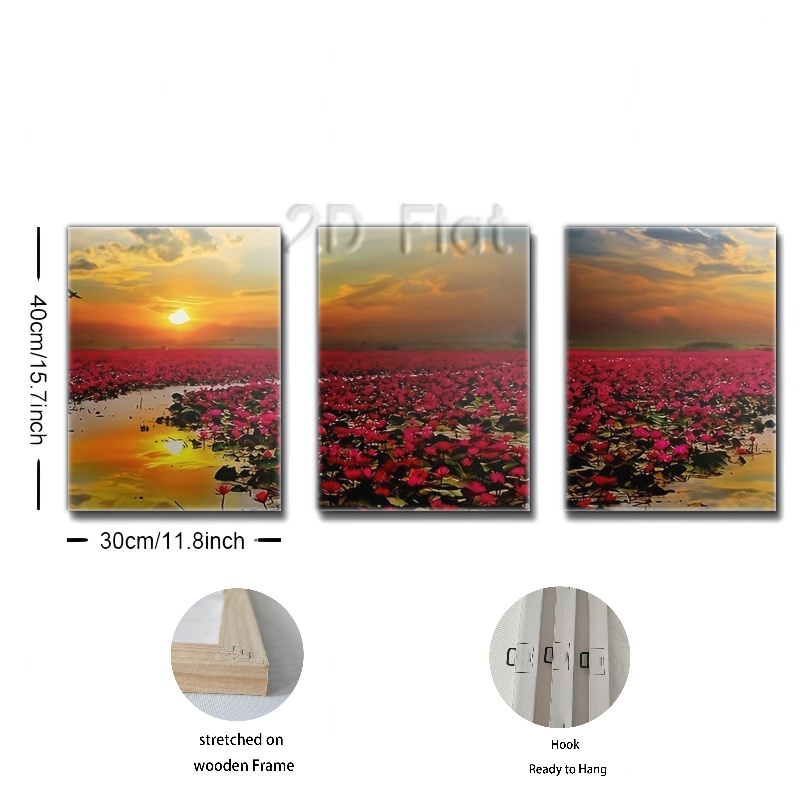 2D Flat
40cm/15.7inch
30cm/11.8inch
stretched on
wooden Frame
Hook
Ready to Hang